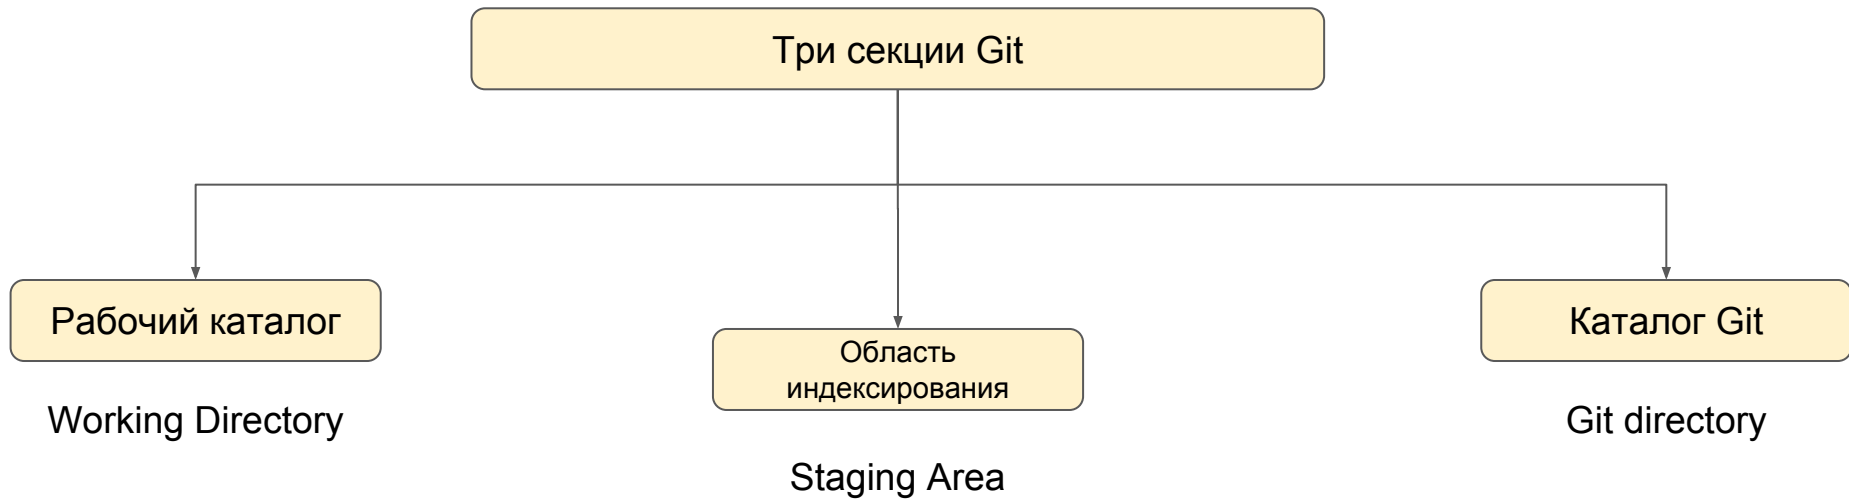 Три секции Git
Рабочий каталог
Область
индексирования
Каталог Git
Working Directory
Staging Area
Git directory